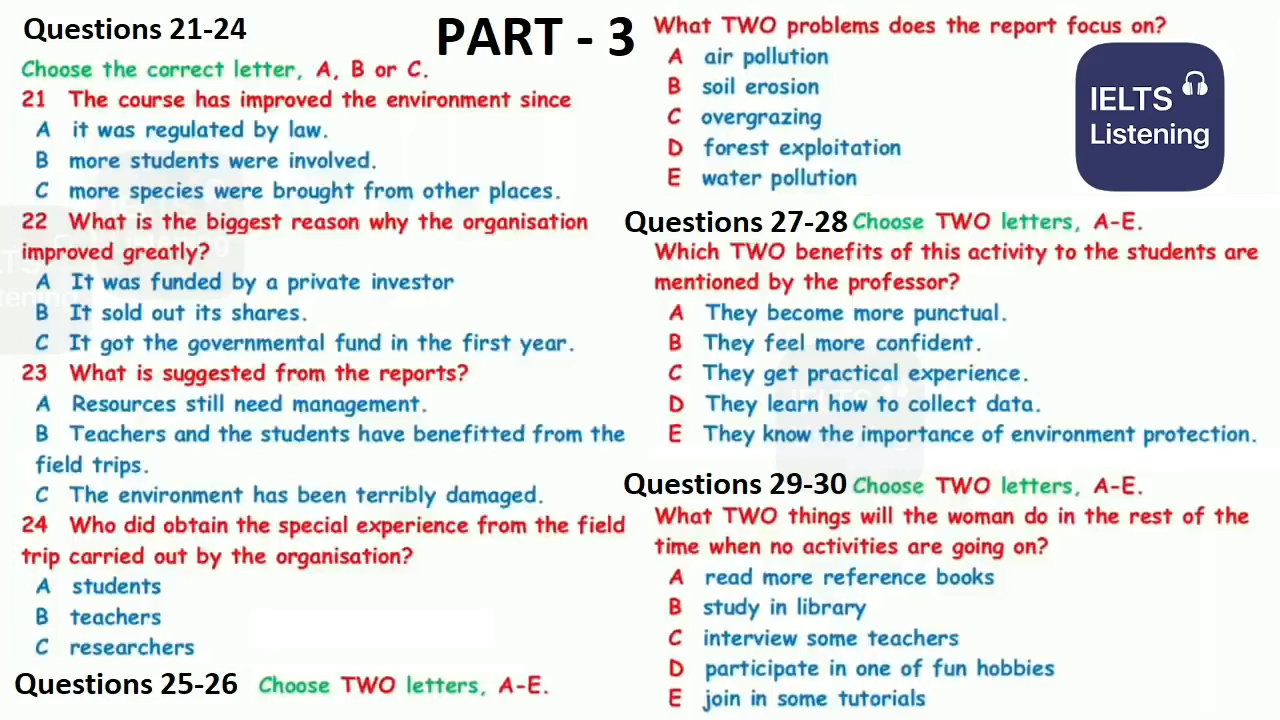 Questions 21-24
PART - 3
Choose the correct letter, A, B or C.
21 The course has improved the environment since
A it was regulated by law.
B more students were involved.
C more species were brought from other places.
22 What is the biggest reason why the organisation
improved greatly?
A It was funded by a private investor
B It sold out its shares.
C It got the governmental fund in the first year.
23 What is suggested from the reports?
A Resources still need management.
B Teachers and the students have benefitted from the
field trips.
C The environment has been terribly damaged.
24 Who did obtain the special experience from the field
trip carried out by the organisation?
A students
B teachers
C researchers
Questions 25-26 Choose TWO letters, A-E.
What TWO problems does the report focus on?
A air pollution
B soil erosion
C overgrazing
D forest exploitation
E water pollution
IELTS
Listening
Questions 27-28 Choose TWO letters, A-E.
Which TWO benefits of this activity to the students are
mentioned by the professor?
A They become more punctual.
B They feel more confident.
C They get practical experience.
D They learn how to collect data.
E They know the importance of environment protection.
Questions 29-30 Choose TWO letters, A-E.
What TWO things will the woman do in the rest of the
time when no activities are going on?
A read more reference books
B study in library
C interview some teachers
D participate in one of fun hobbies
E join in some tutorials